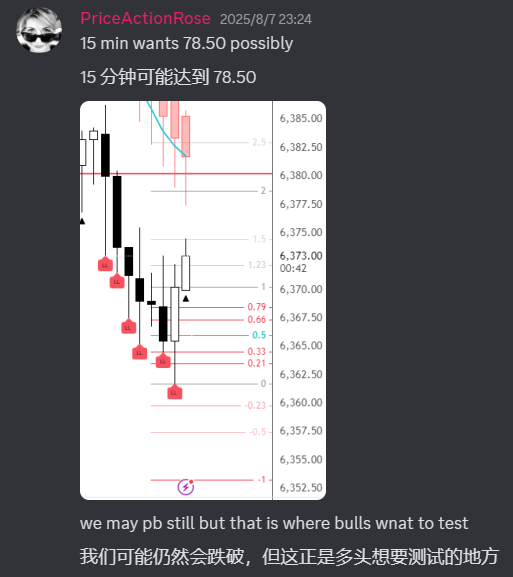 PriceActionRose 2025/8/7 23:24
15 min wants 78.50 possibly
15 分钟可能达到 78.50
6,385.00
2.5
6,382.50
6,380.00
2
6,377.50
6,375.00
1.5
6,373.00
1.23
00:42
1
6,370.00
0.79
0.66
6,367.50
0.5
6,365.00
0.33
0.21
6,362.50
0
6,360.00
-0.23
6,357.50
-0.5
6,355.00
-1
6,352.50
LL
LL
LL
LL
LL
LL
we may pb still but that is where bulls wnat to test
我们可能仍然会跌破，但这正是多头想要测试的地方